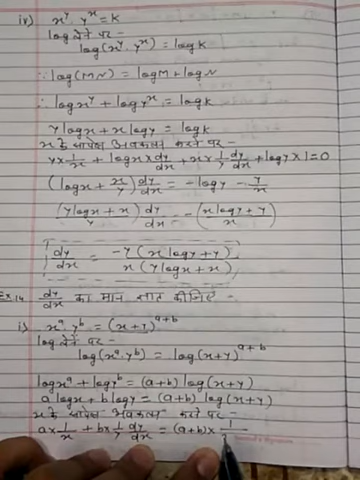 iv) x^y . y^x = K
log लेने पर -
log(x^y . y^x) = log K
∵ log(MN) = log M + log N
∴ log x^y + log y^x = log K
y log x + x log y = log K
x के सापेक्ष अवकलन करने पर -
y × 1/x + log x × dy/dx + x × 1/y dy/dx + log y × 1 = 0
(log x + x/y) dy/dx = - log y - y/x
(y log x + x)/y dy/dx = - (x log y + y)/x
dy/dx = -y(x log y + y) / x(y log x + x)
Ex.14 dy/dx का मान ज्ञात कीजिए -
i) x^a . y^b = (x+y)^a+b
log लेने पर -
log(x^a . y^b) = log(x+y)^a+b
log x^a + log y^b = (a+b) log(x+y)
a log x + b log y = (a+b) log(x+y)
x के सापेक्ष अवकलन करने पर -
a × 1/x + b × 1/y dy/dx = (a+b) × 1/